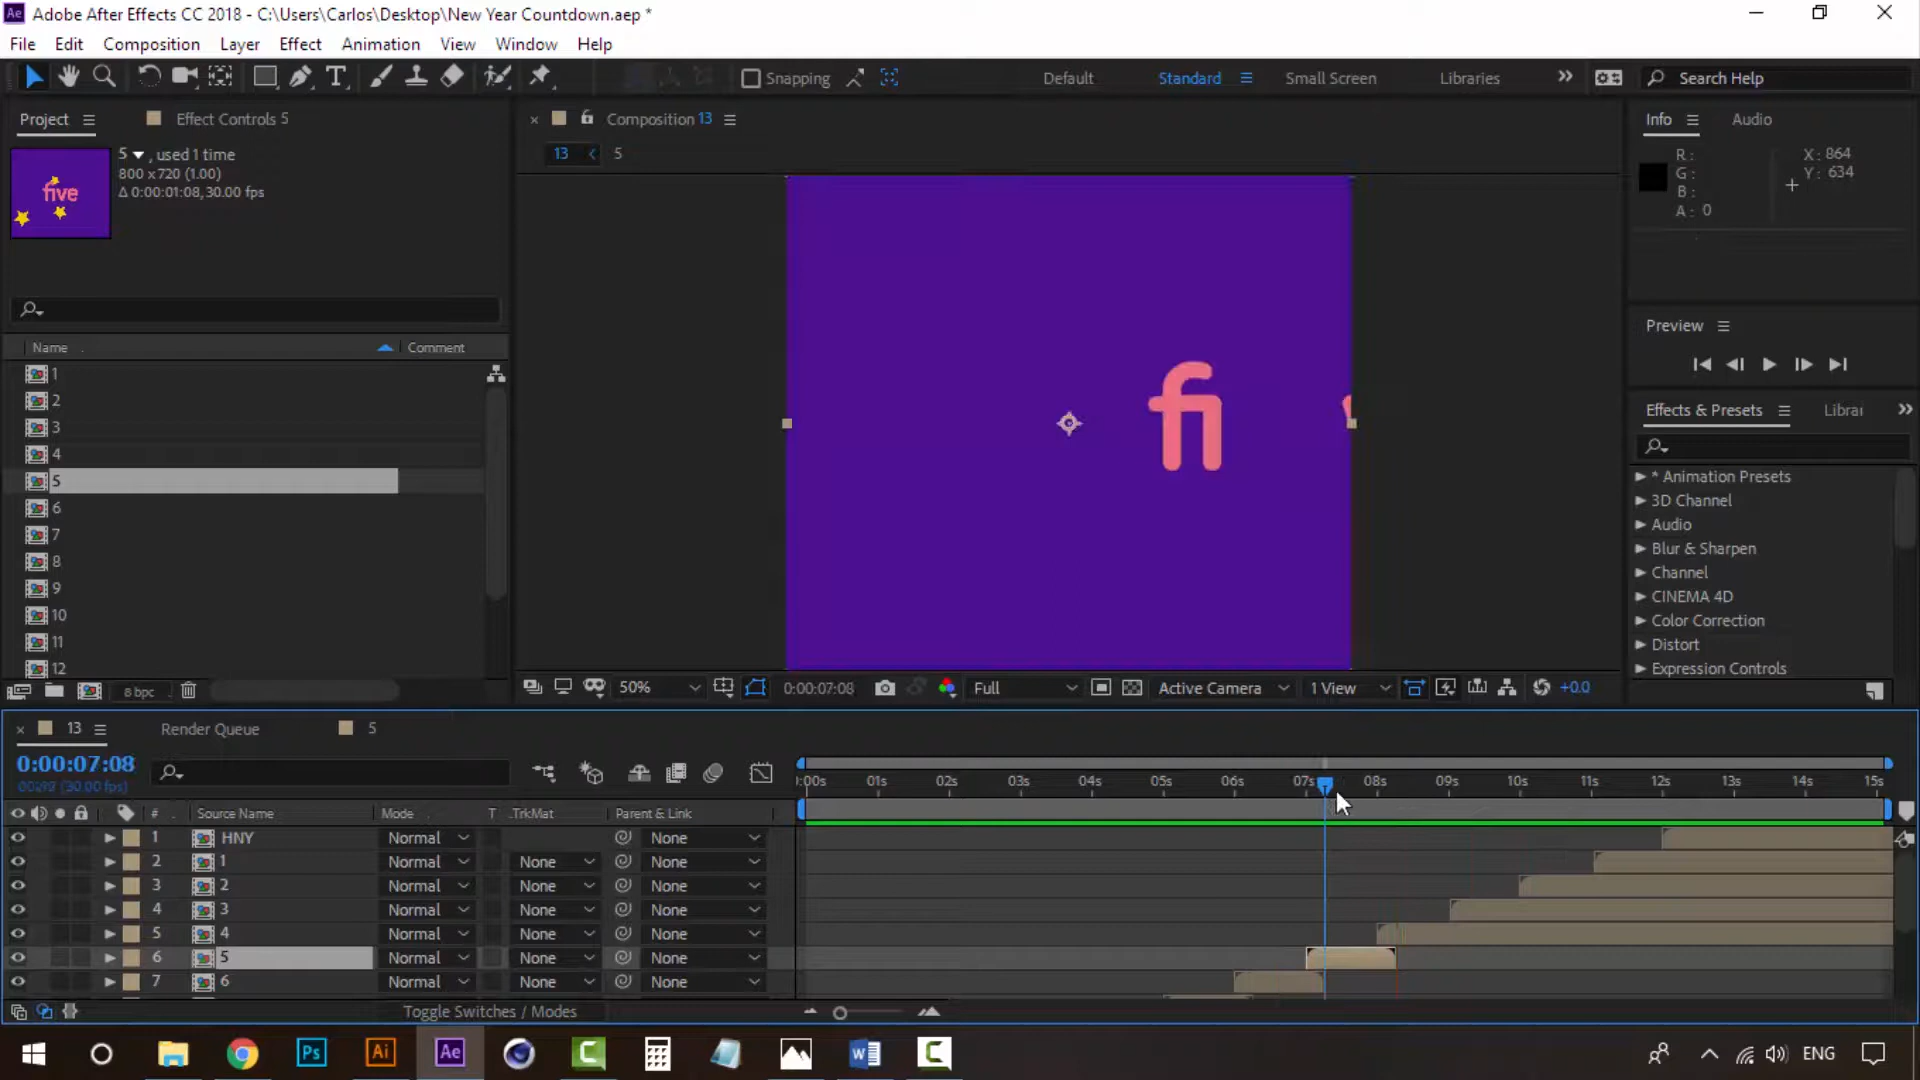 Ae Adobe After Effects CC 2018 - C:\Users\Carlos\Desktop\New Year Countdown.aep *
File Edit Composition Layer Effect Animation View Window Help
Snapping Default Standard Small Screen Libraries Search Help
Project Effect Controls 5
5 , used 1 time
800 x 720 (1.00)
Δ 0:00:01:08, 30.00 fps
five
Name Comment
1
2
3
4
5
6
7
8
9
10
11
12
8 bpc
Composition 13
13 5
fi
50% 0:00:07:08 Full Active Camera 1 View +0.0
Info Audio
R : X : 864
G : Y : 634
B :
A : 0
Preview
Effects & Presets Librai
* Animation Presets
3D Channel
Audio
Blur & Sharpen
Channel
CINEMA 4D
Color Correction
Distort
Expression Controls
13 Render Queue 5
0:00:07:08
(30.00 fps)
:00s 01s 02s 03s 04s 05s 06s 07s 08s 09s 10s 11s 12s 13s 14s 15s
# Source Name Mode T .TrkMat Parent & Link
1 HNY Normal None
2 1 Normal None None
3 2 Normal None None
4 3 Normal None None
5 4 Normal None None
6 5 Normal None None
7 6 Normal None None
Toggle Switches / Modes
Ps Ai Ae ENG